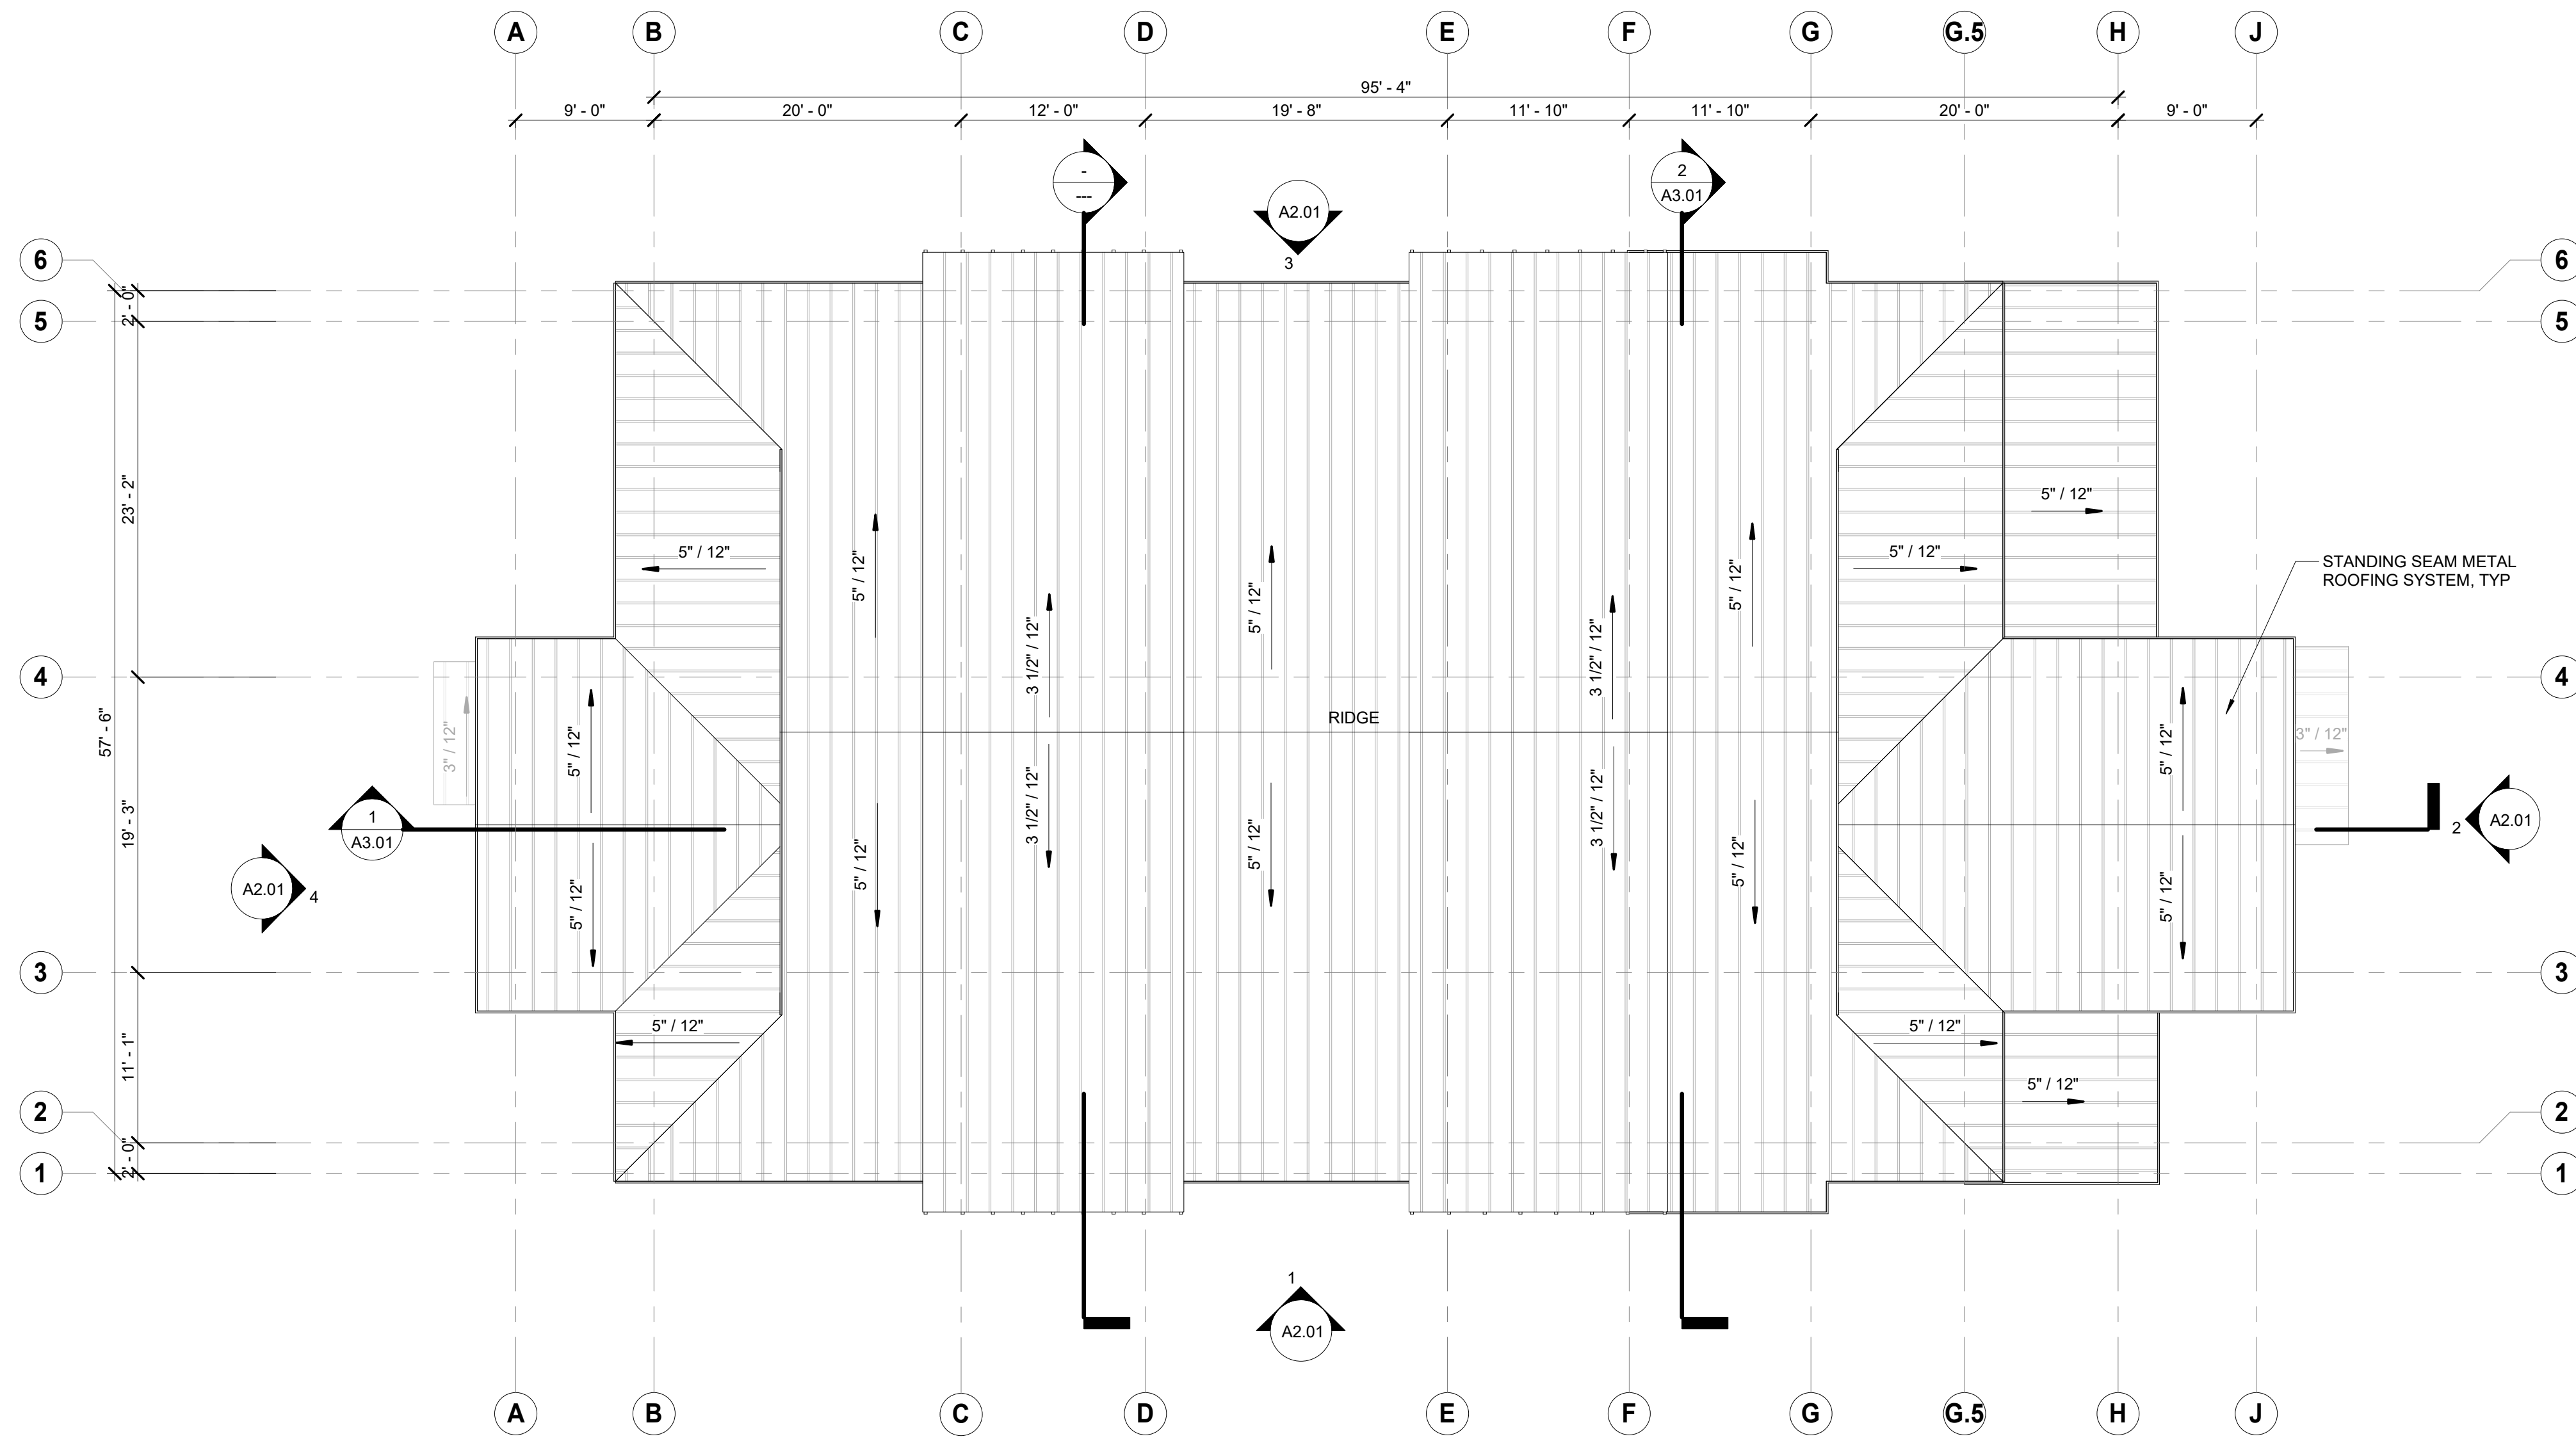 A B C D E F G G.5 H J
95' - 4"
9' - 0" 20' - 0" 12' - 0" 19' - 8" 11' - 10" 11' - 10" 20' - 0" 9' - 0"
-
---
2
A3.01
A2.01
3
6 6
2' - 0"
5 5
23' - 2"
5" / 12"
5" / 12"
5" / 12"
5" / 12"
5" / 12"
5" / 12"
STANDING SEAM METAL
ROOFING SYSTEM, TYP
3 1/2" / 12"
3 1/2" / 12"
4 4
57' - 6"
RIDGE
3" / 12"
5" / 12"
5" / 12"
3" / 12"
19' - 3"
1
A3.01
3 1/2" / 12"
3 1/2" / 12"
5" / 12"
5" / 12"
5" / 12"
2
A2.01
A2.01
4
5" / 12"
5" / 12"
3 3
11' - 1"
5" / 12"
5" / 12"
5" / 12"
2 2
2' - 0"
1 1
1
A2.01
A B C D E F G G.5 H J